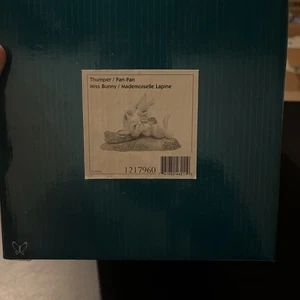 Thumper / Pan-Pan
Miss Bunny / Mademoiselle Lapine
1217960